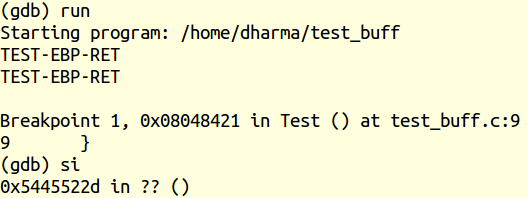 (gdb) run
Starting program: /home/dharma/test_buff
TEST-EBP-RET
TEST-EBP-RET

Breakpoint 1, 0x08048421 in Test () at test_buff.c:9
9       }
(gdb) si
0x5445522d in ?? ()